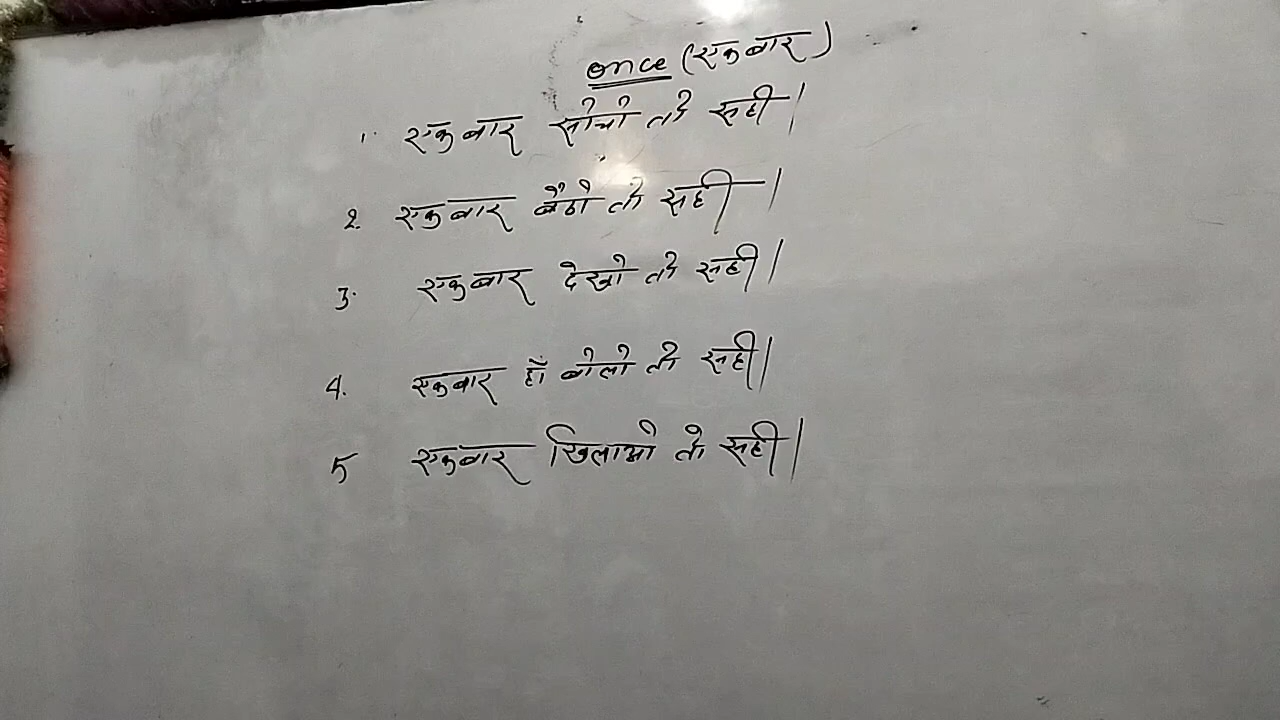 once (एकबार)
1. एकबार सोचो तो सही।
2. एकबार बैठो तो सही।
3. एकबार देखो तो सही।
4. एकबार हाँ बोलो तो सही।
5 एकबार खिलाओ तो सही।